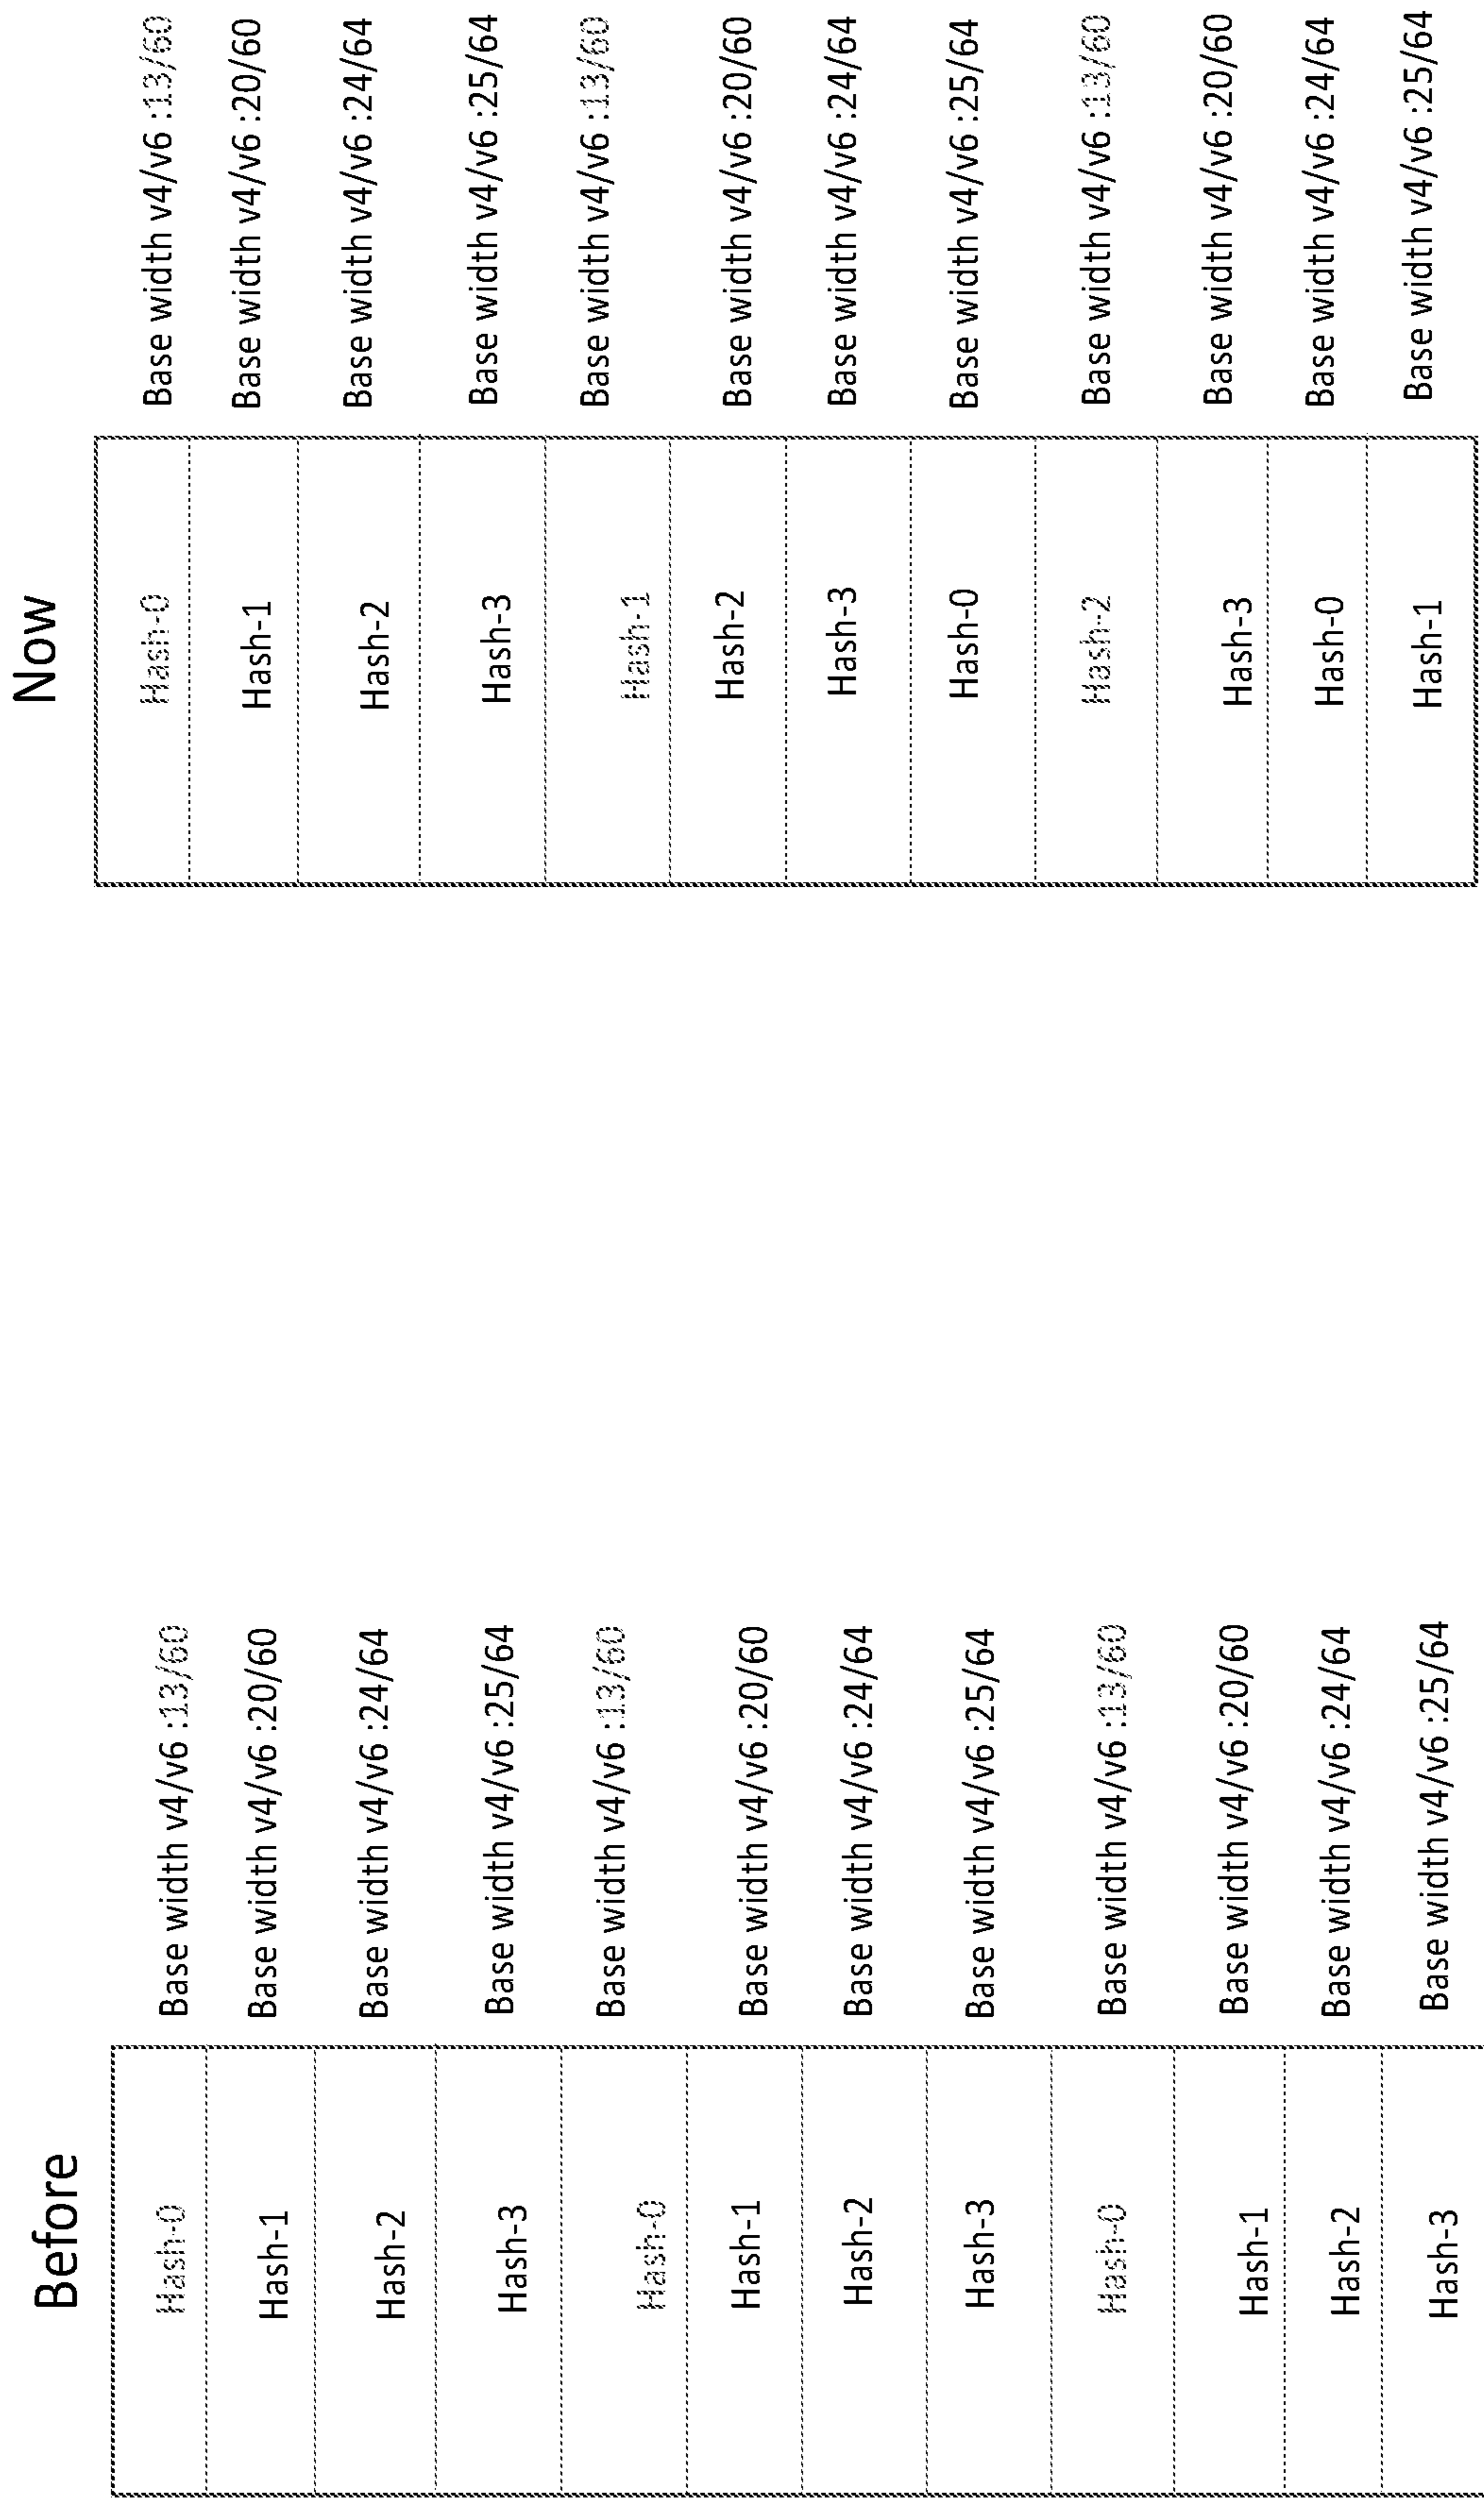 Before
Hash-0 Base width v4/v6 :13/60
Hash-1 Base width v4/v6 :20/60
Hash-2 Base width v4/v6 :24/64
Hash-3 Base width v4/v6 :25/64
Hash-0 Base width v4/v6 :13/60
Hash-1 Base width v4/v6 :20/60
Hash-2 Base width v4/v6 :24/64
Hash-3 Base width v4/v6 :25/64
Hash-0 Base width v4/v6 :13/60
Hash-1 Base width v4/v6 :20/60
Hash-2 Base width v4/v6 :24/64
Hash-3 Base width v4/v6 :25/64
Now
Hash-0 Base width v4/v6 :13/60
Hash-1 Base width v4/v6 :20/60
Hash-2 Base width v4/v6 :24/64
Hash-3 Base width v4/v6 :25/64
Hash-1 Base width v4/v6 :13/60
Hash-2 Base width v4/v6 :20/60
Hash-3 Base width v4/v6 :24/64
Hash-0 Base width v4/v6 :25/64
Hash-2 Base width v4/v6 :13/60
Hash-3 Base width v4/v6 :20/60
Hash-0 Base width v4/v6 :24/64
Hash-1 Base width v4/v6 :25/64